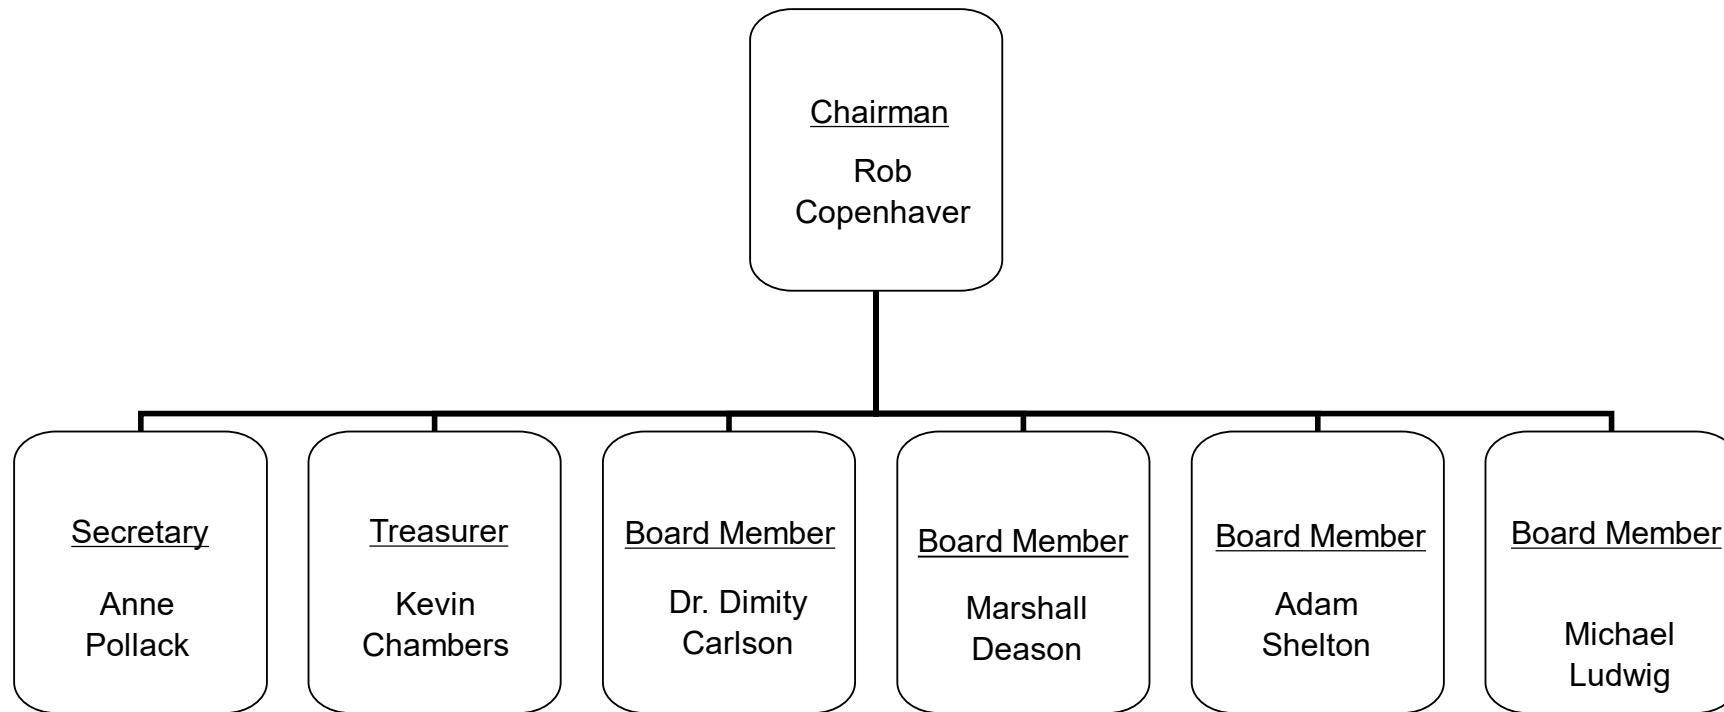 Chairman
Rob
Copenhaver
Secretary
Anne
Pollack
Treasurer
Kevin
Chambers
Board Member
Dr. Dimity
Carlson
Board Member
Marshall
Deason
Board Member
Adam
Shelton
Board Member
Michael
Ludwig